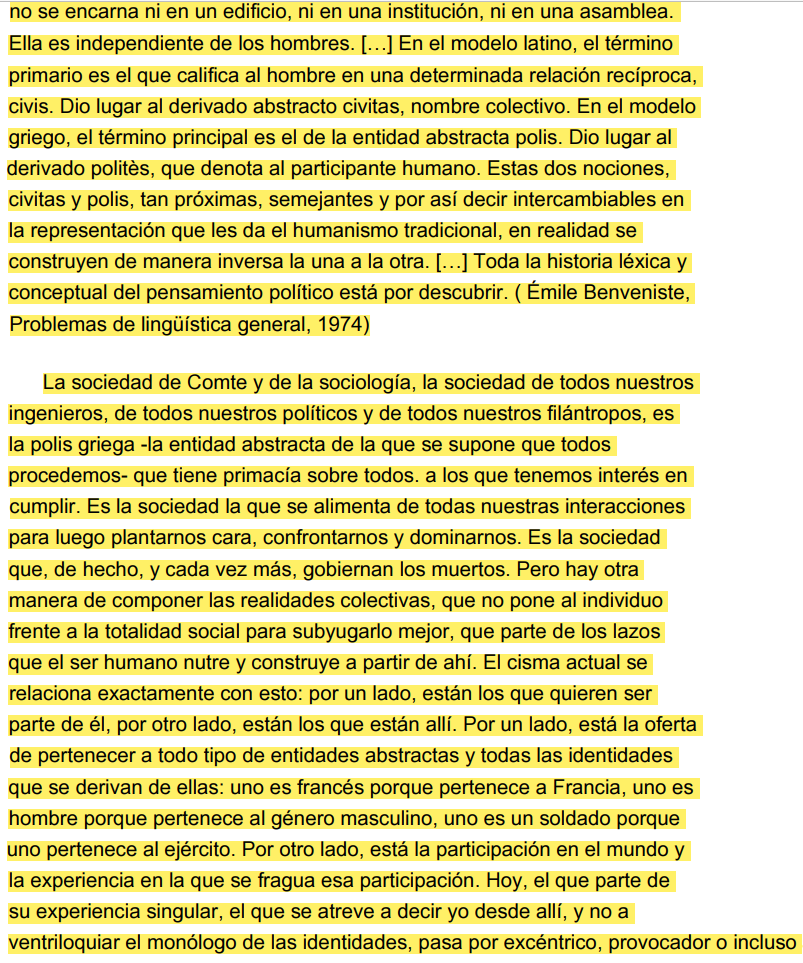 no se encarna ni en un edificio, ni en una institución, ni en una asamblea.
Ella es independiente de los hombres. […] En el modelo latino, el término
primario es el que califica al hombre en una determinada relación recíproca,
civis. Dio lugar al derivado abstracto civitas, nombre colectivo. En el modelo
griego, el término principal es el de la entidad abstracta polis. Dio lugar al
derivado politès, que denota al participante humano. Estas dos nociones,
civitas y polis, tan próximas, semejantes y por así decir intercambiables en
la representación que les da el humanismo tradicional, en realidad se
construyen de manera inversa la una a la otra. […] Toda la historia léxica y
conceptual del pensamiento político está por descubrir. ( Émile Benveniste,
Problemas de lingüística general, 1974)
La sociedad de Comte y de la sociología, la sociedad de todos nuestros
ingenieros, de todos nuestros políticos y de todos nuestros filántropos, es
la polis griega -la entidad abstracta de la que se supone que todos
procedemos- que tiene primacía sobre todos. a los que tenemos interés en
cumplir. Es la sociedad la que se alimenta de todas nuestras interacciones
para luego plantarnos cara, confrontarnos y dominarnos. Es la sociedad
que, de hecho, y cada vez más, gobiernan los muertos. Pero hay otra
manera de componer las realidades colectivas, que no pone al individuo
frente a la totalidad social para subyugarlo mejor, que parte de los lazos
que el ser humano nutre y construye a partir de ahí. El cisma actual se
relaciona exactamente con esto: por un lado, están los que quieren ser
parte de él, por otro lado, están los que están allí. Por un lado, está la oferta
de pertenecer a todo tipo de entidades abstractas y todas las identidades
que se derivan de ellas: uno es francés porque pertenece a Francia, uno es
hombre porque pertenece al género masculino, uno es un soldado porque
uno pertenece al ejército. Por otro lado, está la participación en el mundo y
la experiencia en la que se fragua esa participación. Hoy, el que parte de
su experiencia singular, el que se atreve a decir yo desde allí, y no a
ventriloquiar el monólogo de las identidades, pasa por excéntrico, provocador o incluso